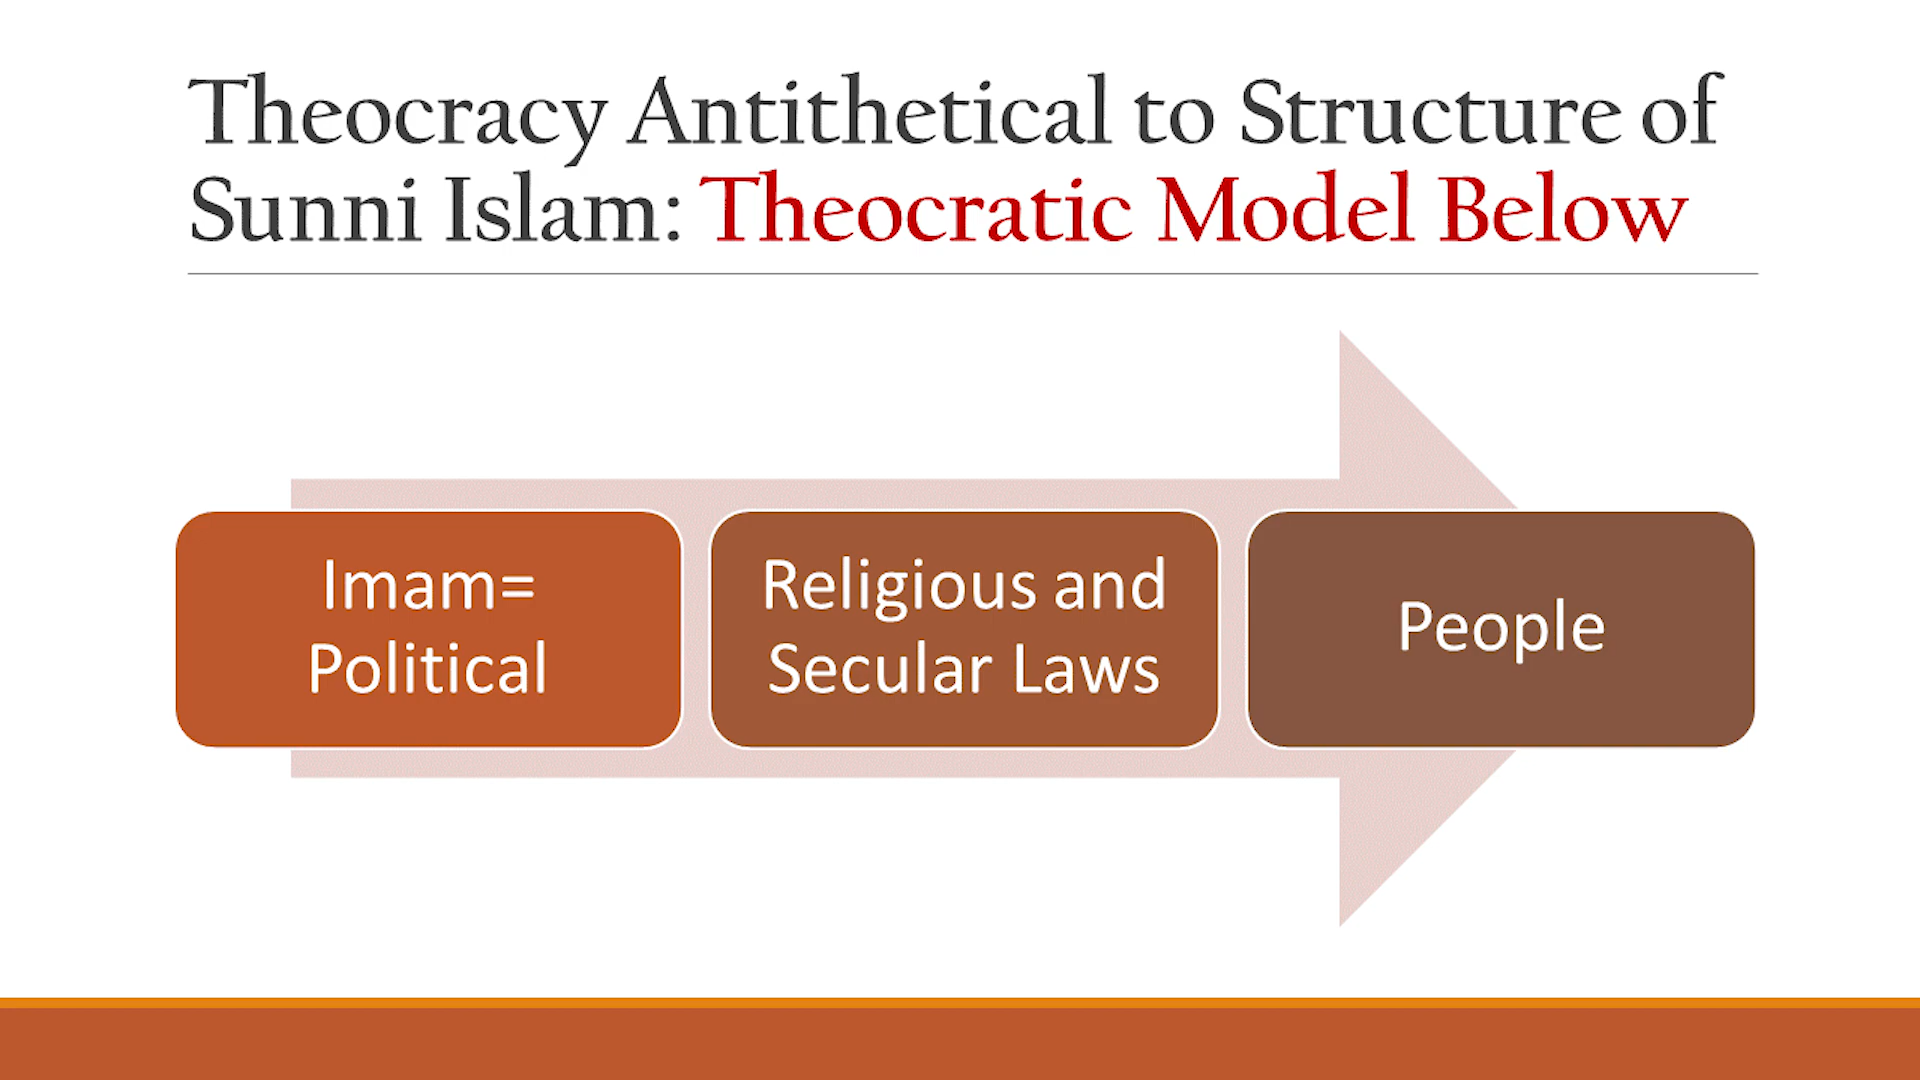 Theocracy Antithetical to Structure of
Sunni Islam: Theocratic Model Below
Imam=
Political
Religious and
Secular Laws
People